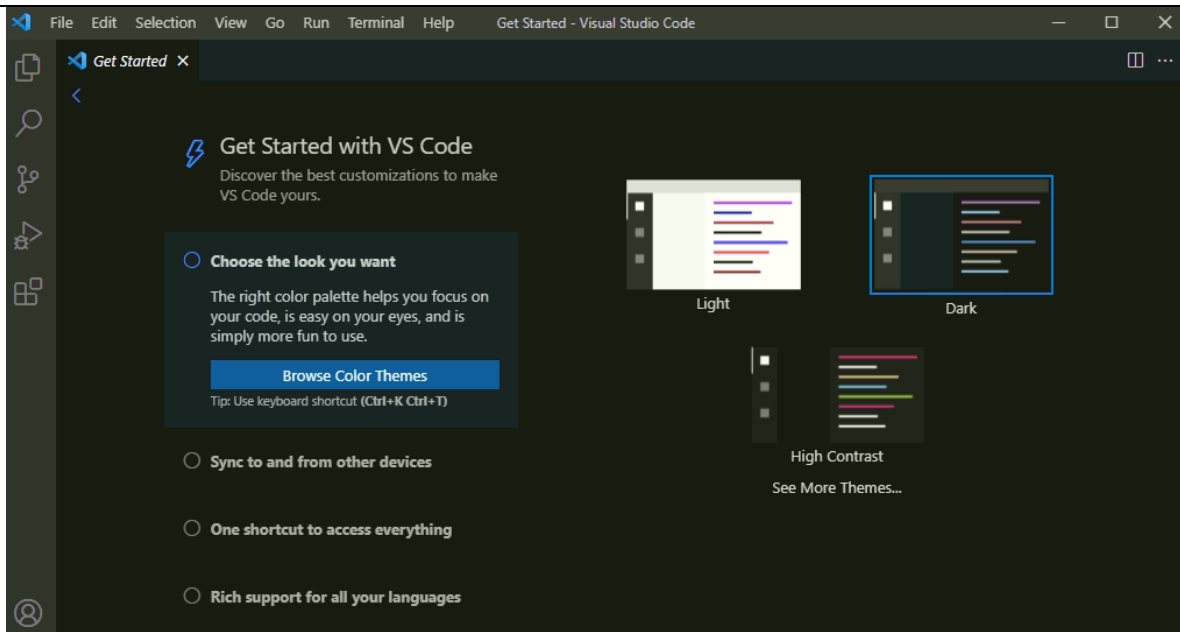 File Edit Selection View Go Run Terminal Help Get Started - Visual Studio Code
Get Started
Get Started with VS Code
Discover the best customizations to make
VS Code yours.
Choose the look you want
The right color palette helps you focus on
your code, is easy on your eyes, and is
simply more fun to use.
Browse Color Themes
Tip: Use keyboard shortcut (Ctrl+K Ctrl+T)
Sync to and from other devices
One shortcut to access everything
Rich support for all your languages
Light
Dark
High Contrast
See More Themes...